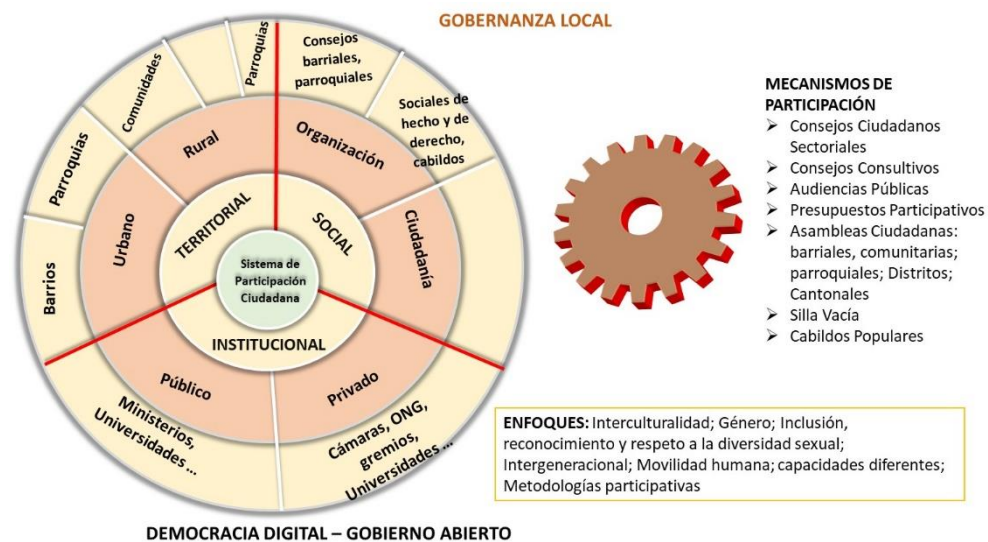 GOBERNANZA LOCAL
Parroquias
Comunidades
Parroquias
Barrios
Consejos
barriales,
parroquiales
Sociales de
hecho y de
derecho,
cabildos
Rural
Urbano
Organización
Ciudadanía
TERRITORIAL
SOCIAL
Sistema de
Participación
Ciudadana
INSTITUCIONAL
Público
Privado
Ministerios,
Universidades ...
Cámaras, ONG,
gremios,
Universidades ...
MECANISMOS DE
PARTICIPACIÓN
➢ Consejos Ciudadanos
Sectoriales
➢ Consejos Consultivos
➢ Audiencias Públicas
➢ Presupuestos Participativos
➢ Asambleas Ciudadanas:
barriales, comunitarias;
parroquiales; Distritos;
Cantonales
➢ Silla Vacía
➢ Cabildos Populares
ENFOQUES: Interculturalidad; Género; Inclusión,
reconocimiento y respeto a la diversidad sexual;
Intergeneracional; Movilidad humana; capacidades diferentes;
Metodologías participativas
DEMOCRACIA DIGITAL – GOBIERNO ABIERTO